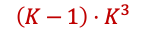 (K − 1) · K³